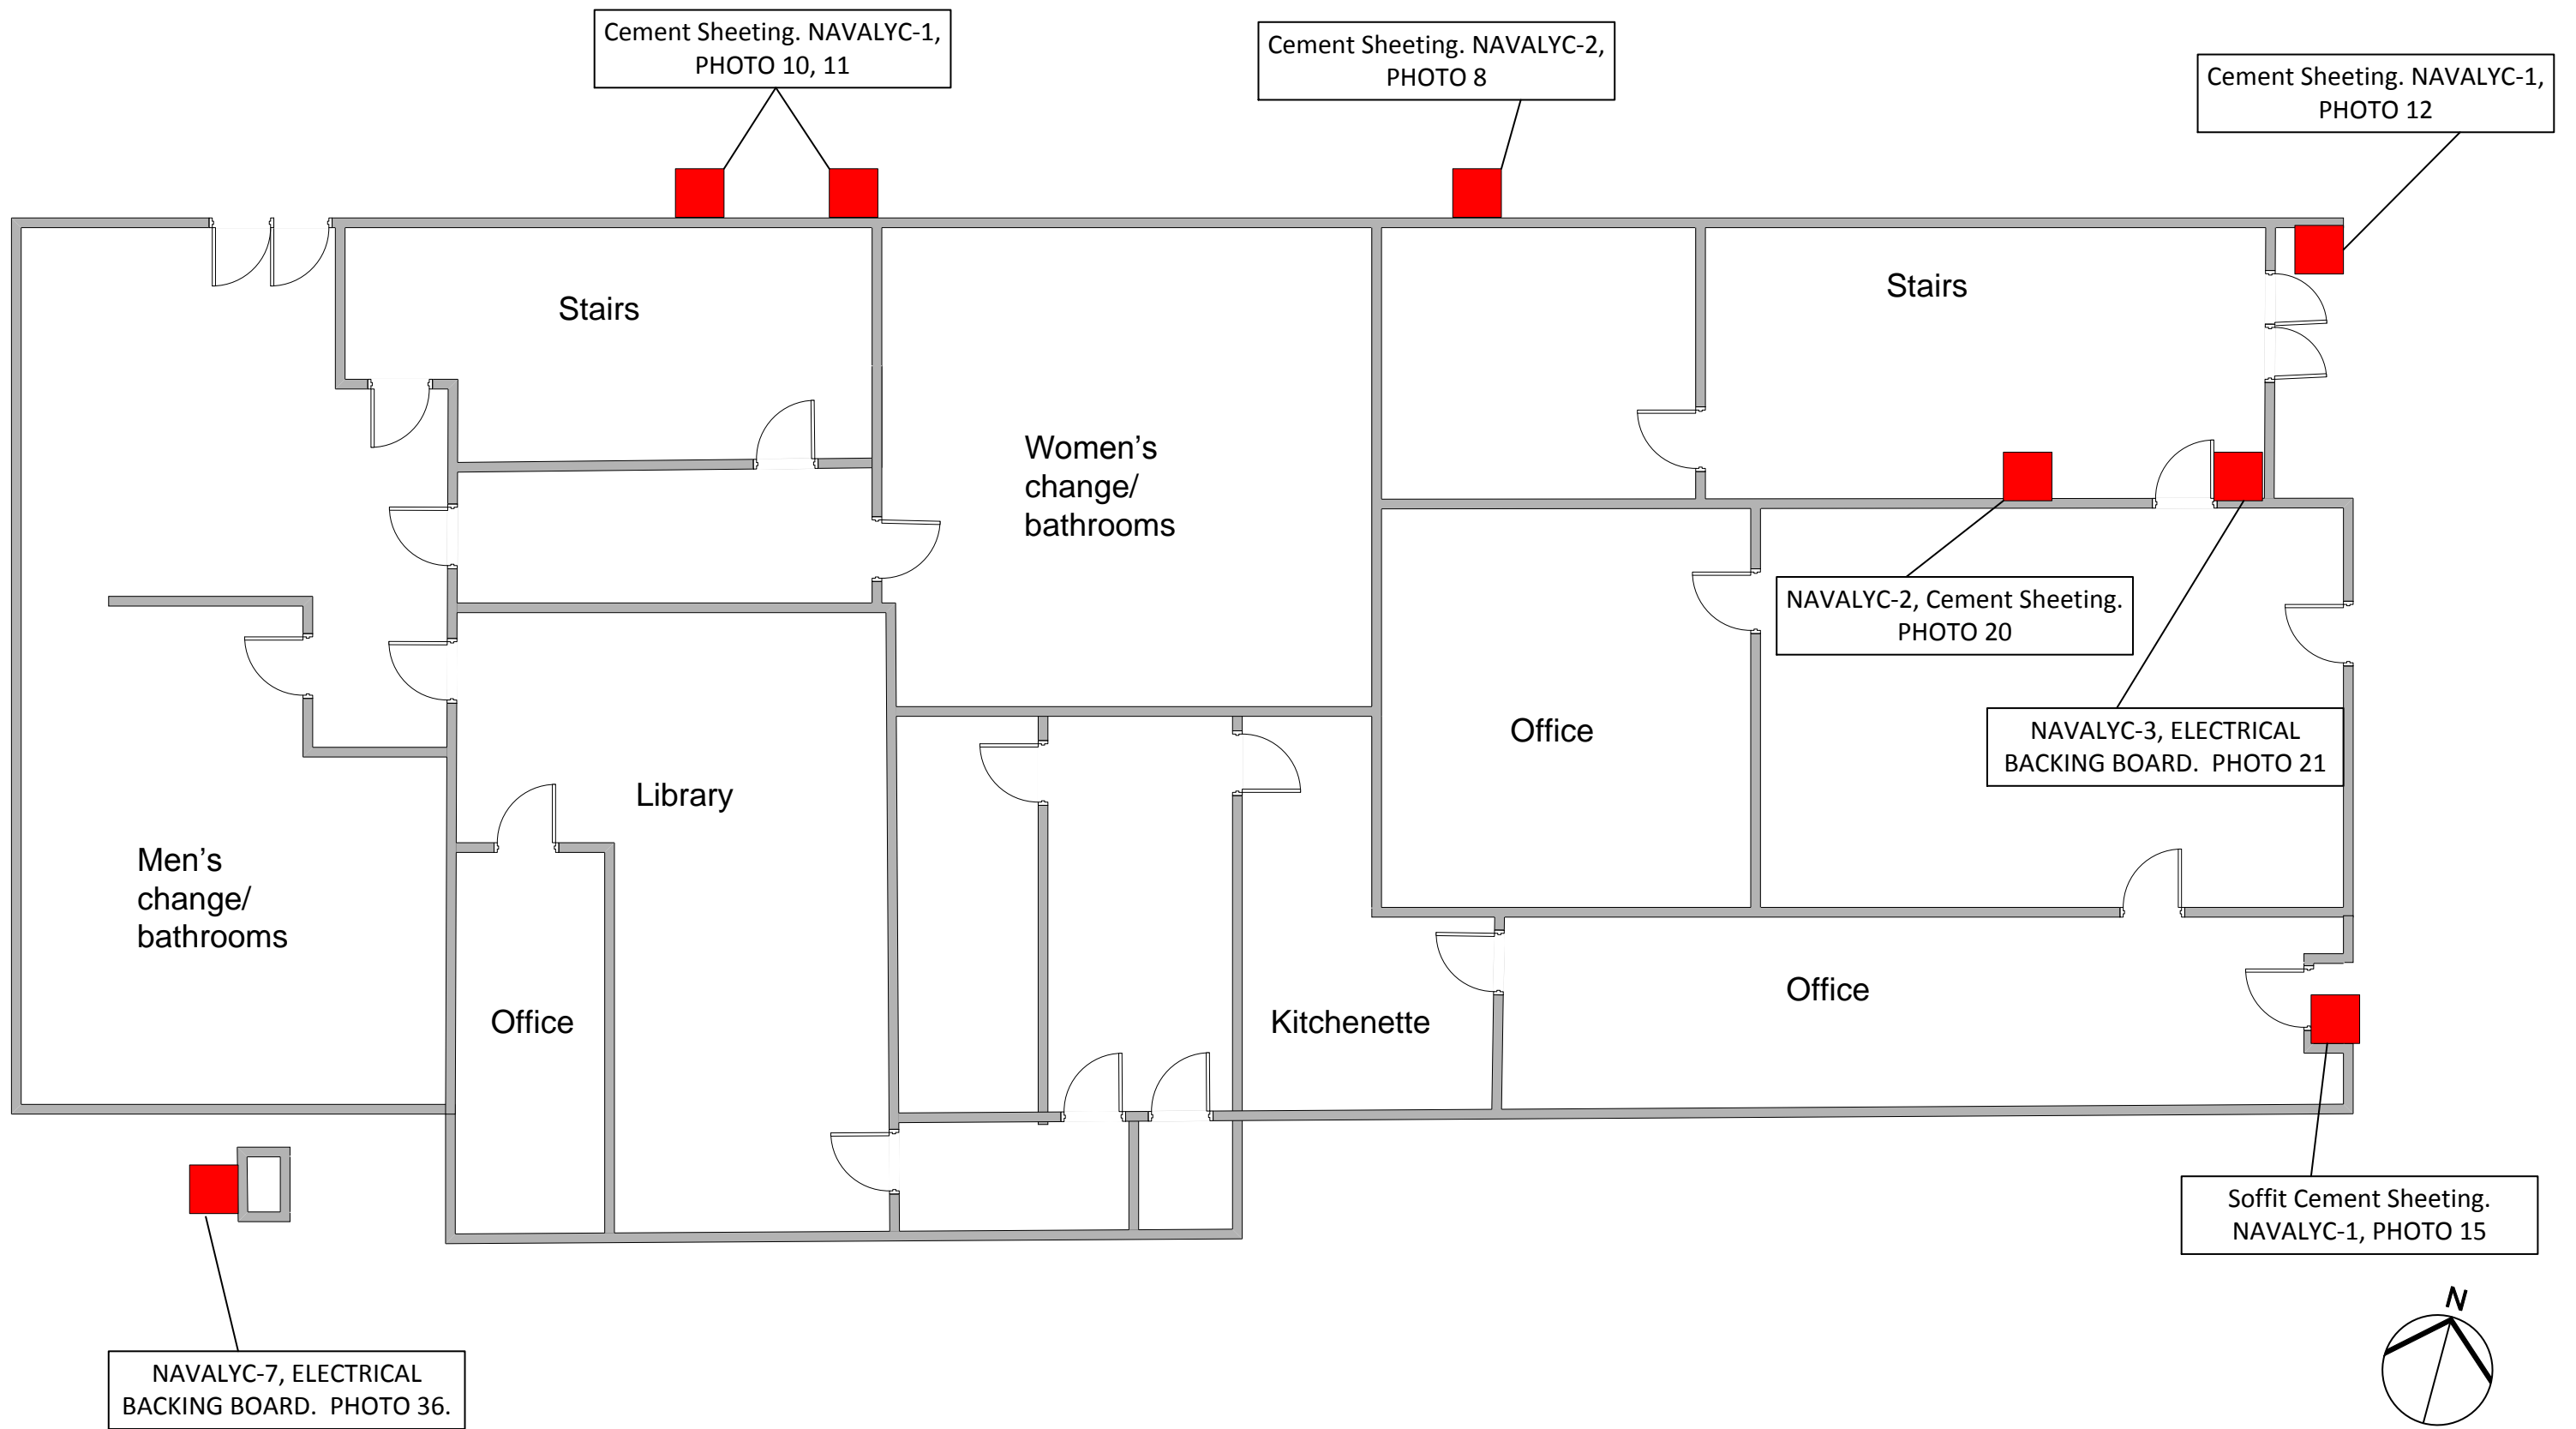 Cement Sheeting. NAVALYC-1,
PHOTO 10, 11
Cement Sheeting. NAVALYC-2,
PHOTO 8
Cement Sheeting. NAVALYC-1,
PHOTO 12
Stairs
Stairs
Women's
change/
bathrooms
NAVALYC-2, Cement Sheeting.
PHOTO 20
NAVALYC-3, ELECTRICAL
BACKING BOARD.  PHOTO 21
Office
Library
Men's
change/
bathrooms
Office
Kitchenette
Office
Soffit Cement Sheeting.
NAVALYC-1, PHOTO 15
N
NAVALYC-7, ELECTRICAL
BACKING BOARD.  PHOTO 36.